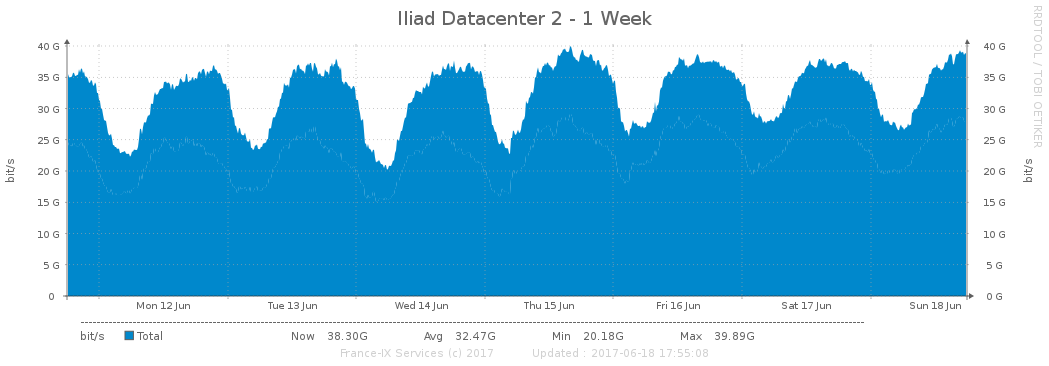 Iliad Datacenter 2 - 1 Week
RRDTOOL / TOBI OETIKER
40 G 40 G
35 G 35 G
30 G 30 G
25 G 25 G
20 G 20 G
15 G 15 G
10 G 10 G
5 G 5 G
0 0 G
bit/s
bit/s
Mon 12 Jun Tue 13 Jun Wed 14 Jun Thu 15 Jun Fri 16 Jun Sat 17 Jun Sun 18 Jun
bit/s Total Now 38.30G Avg 32.47G Min 20.18G Max 39.89G
France-IX Services (c) 2017 Updated : 2017-06-18 17:55:08